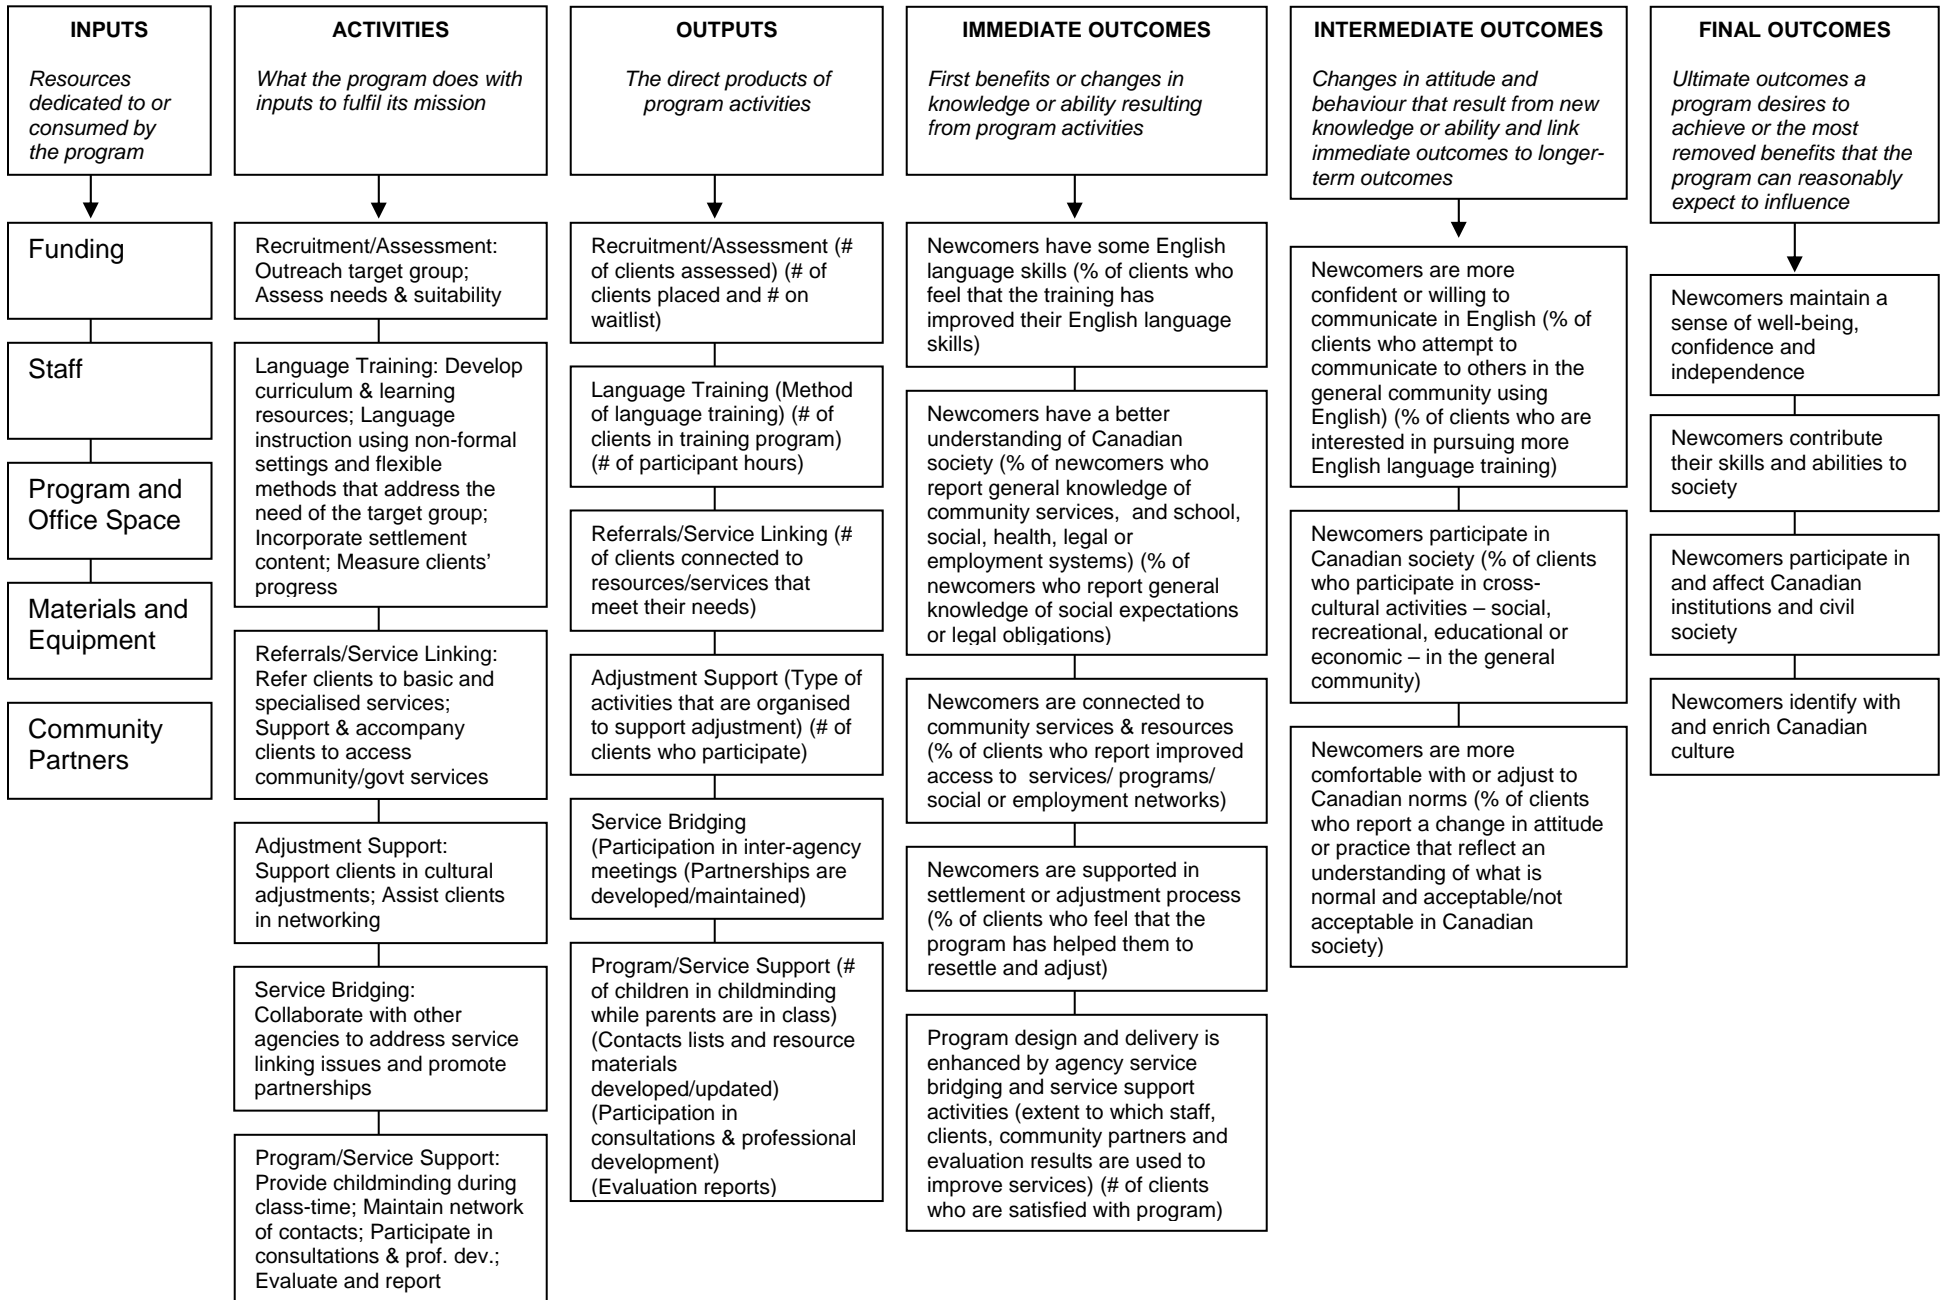 INPUTS
Resources
dedicated to or
consumed by
the program
Funding
Staff
Program and
Office Space
Materials and
Equipment
Community
Partners
ACTIVITIES
What the program does with
inputs to fulfil its mission
Recruitment/Assessment:
Outreach target group;
Assess needs & suitability
Language Training: Develop
curriculum & learning
resources; Language
instruction using non-formal
settings and flexible
methods that address the
need of the target group;
Incorporate settlement
content; Measure clients’
progress
Referrals/Service Linking:
Refer clients to basic and
specialised services;
Support & accompany
clients to access
community/govt services
Adjustment Support:
Support clients in cultural
adjustments; Assist clients
in networking
Service Bridging:
Collaborate with other
agencies to address service
linking issues and promote
partnerships
Program/Service Support:
Provide childminding during
class-time; Maintain network
of contacts; Participate in
consultations & prof. dev.;
Evaluate and report
OUTPUTS
The direct products of
program activities
Recruitment/Assessment (#
of clients assessed) (# of
clients placed and # on
waitlist)
Language Training (Method
of language training) (# of
clients in training program)
(# of participant hours)
Referrals/Service Linking (#
of clients connected to
resources/services that
meet their needs)
Adjustment Support (Type of
activities that are organised
to support adjustment) (# of
clients who participate)
Service Bridging
(Participation in inter-agency
meetings (Partnerships are
developed/maintained)
Program/Service Support (#
of children in childminding
while parents are in class)
(Contacts lists and resource
materials
developed/updated)
(Participation in
consultations & professional
development)
(Evaluation reports)
IMMEDIATE OUTCOMES
First benefits or changes in
knowledge or ability resulting
from program activities
Newcomers have some English
language skills (% of clients who
feel that the training has
improved their English language
skills)
Newcomers have a better
understanding of Canadian
society (% of newcomers who
report general knowledge of
community services, and school,
social, health, legal or
employment systems) (% of
newcomers who report general
knowledge of social expectations
or legal obligations)
Newcomers are connected to
community services & resources
(% of clients who report improved
access to services/ programs/
social or employment networks)
Newcomers are supported in
settlement or adjustment process
(% of clients who feel that the
program has helped them to
resettle and adjust)
Program design and delivery is
enhanced by agency service
bridging and service support
activities (extent to which staff,
clients, community partners and
evaluation results are used to
improve services) (# of clients
who are satisfied with program)
INTERMEDIATE OUTCOMES
Changes in attitude and
behaviour that result from new
knowledge or ability and link
immediate outcomes to longer-
term outcomes
Newcomers are more
confident or willing to
communicate in English (% of
clients who attempt to
communicate to others in the
general community using
English) (% of clients who are
interested in pursuing more
English language training)
Newcomers participate in
Canadian society (% of clients
who participate in cross-
cultural activities – social,
recreational, educational or
economic – in the general
community)
Newcomers are more
comfortable with or adjust to
Canadian norms (% of clients
who report a change in attitude
or practice that reflect an
understanding of what is
normal and acceptable/not
acceptable in Canadian
society)
FINAL OUTCOMES
Ultimate outcomes a
program desires to
achieve or the most
removed benefits that the
program can reasonably
expect to influence
Newcomers maintain a
sense of well-being,
confidence and
independence
Newcomers contribute
their skills and abilities to
society
Newcomers participate in
and affect Canadian
institutions and civil
society
Newcomers identify with
and enrich Canadian
culture